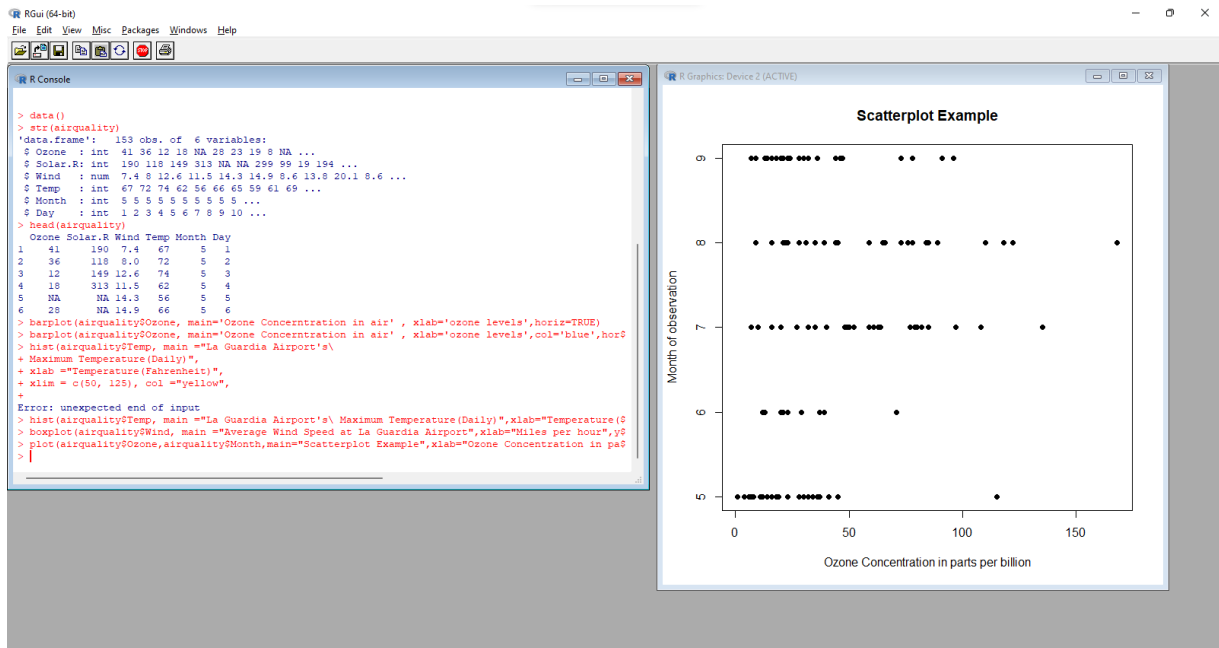 RGui (64-bit)
File Edit View Misc Packages Windows Help
STOP
R Console
> data()
> str(airquality)
'data.frame':   153 obs. of  6 variables:
 $ Ozone  : int  41 36 12 18 NA 28 23 19 8 NA ...
 $ Solar.R: int  190 118 149 313 NA NA 299 99 19 194 ...
 $ Wind   : num  7.4 8 12.6 11.5 14.3 14.9 8.6 13.8 20.1 8.6 ...
 $ Temp   : int  67 72 74 62 56 66 65 59 61 69 ...
 $ Month  : int  5 5 5 5 5 5 5 5 5 5 ...
 $ Day    : int  1 2 3 4 5 6 7 8 9 10 ...
> head(airquality)
  Ozone Solar.R Wind Temp Month Day
1    41     190  7.4   67     5   1
2    36     118  8.0   72     5   2
3    12     149 12.6   74     5   3
4    18     313 11.5   62     5   4
5    NA      NA 14.3   56     5   5
6    28      NA 14.9   66     5   6
> barplot(airquality$Ozone, main='Ozone Concerntration in air' , xlab='ozone levels',horiz=TRUE)
> barplot(airquality$Ozone, main='Ozone Concerntration in air' , xlab='ozone levels',col='blue',hor$
> hist(airquality$Temp, main ="La Guardia Airport's\
+ Maximum Temperature(Daily)",
+ xlab ="Temperature(Fahrenheit)",
+ xlim = c(50, 125), col ="yellow",
+
Error: unexpected end of input
> hist(airquality$Temp, main ="La Guardia Airport's\ Maximum Temperature(Daily)",xlab="Temperature($
> boxplot(airquality$Wind, main ="Average Wind Speed at La Guardia Airport",xlab="Miles per hour",y$
> plot(airquality$Ozone,airquality$Month,main="Scatterplot Example",xlab="Ozone Concentration in pa$
>
R Graphics: Device 2 (ACTIVE)
Scatterplot Example
Month of observation
9
8
7
6
5
0 50 100 150
Ozone Concentration in parts per billion